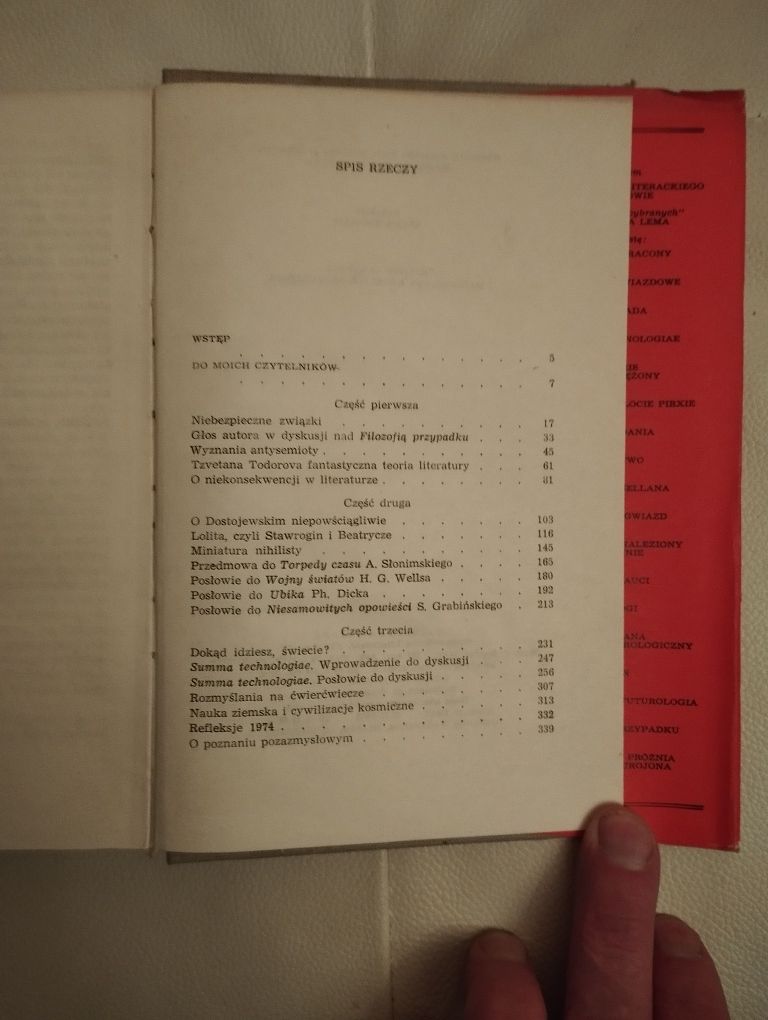 SPIS RZECZY
WSTĘP
. . . . . . . . . . . . . . . 5
DO MOICH CZYTELNIKÓW
. . . . . . . . . . . . . . . 7
Część pierwsza
Niebezpieczne związki . . . . . . . . . . 17
Głos autora w dyskusji nad Filozofią przypadku . . . 33
Wyznania antysemioty . . . . . . . . . . 45
Tzvetana Todorova fantastyczna teoria literatury . . . 61
O niekonsekwencji w literaturze . . . . . . . 81
Część druga
O Dostojewskim niepowściągliwie . . . . . . . 103
Lolita, czyli Stawrogin i Beatrycze . . . . . . . 116
Miniatura nihilisty . . . . . . . . . . 145
Przedmowa do Torpedy czasu A. Słonimskiego . . . . 165
Posłowie do Wojny światów H. G. Wellsa . . . . . 180
Posłowie do Ubika Ph. Dicka . . . . . . . . 192
Posłowie do Niesamowitych opowieści S. Grabińskiego . 213
Część trzecia
Dokąd idziesz, świecie? . . . . . . . . . . 231
Summa technologiae. Wprowadzenie do dyskusji . . . 247
Summa technologiae. Posłowie do dyskusji . . . . . 256
Rozmyślania na ćwierćwiecze . . . . . . . . 307
Nauka ziemska i cywilizacje kosmiczne . . . . . . 313
Refleksje 1974 . . . . . . . . . . . . . 332
O poznaniu pozazmysłowym . . . . . . . . . 339
ITERACKIEGO
OWIE
ybranych"
A LEMA
RACONY
IAZDOWE
ADA
NOLOGIAE
ŻONY
LOCIE PIRXIE
ANIA
WO
ELLANA
GWIAZD
NALEZIONY
NIE
AUCI
OGI
ANA
ROLOGICZNY
FUTUROLOGIA
ZYPADKU
PRÓŻNIA
ROJONA